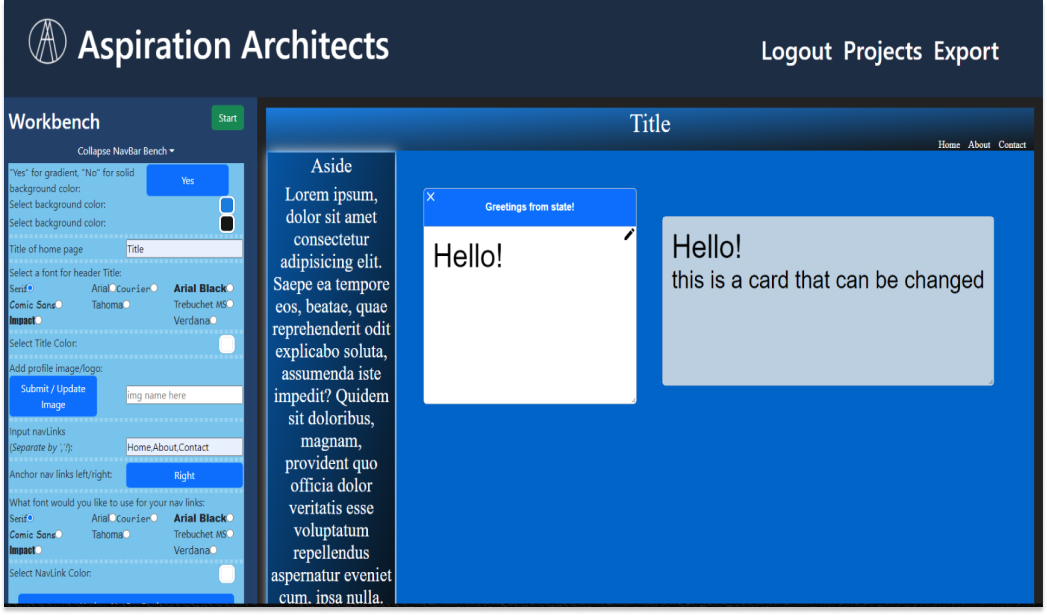 Aspiration Architects
Logout Projects Export
Workbench
Start
Collapse NavBar Bench
"Yes" for gradient, "No" for solid
background color:
Yes
Select background color:
Select background color:
Title of home page
Title
Select a font for header Title:
Serif Arial Courier Arial Black
Comic Sans Tahoma Trebuchet MS
Impact Verdana
Select Title Color:
Add profile image/logo:
Submit / Update
Image
img name here
Input navLinks
(Separate by ','!):
Home,About,Contact
Anchor nav links left/right:
Right
What font would you like to use for your nav links:
Serif Arial Courier Arial Black
Comic Sans Tahoma Trebuchet MS
Impact Verdana
Select NavLink Color:
Title
Home About Contact
Aside
Lorem ipsum,
dolor sit amet
consectetur
adipisicing elit.
Saepe ea tempore
eos, beatae, quae
reprehenderit odit
explicabo soluta,
assumenda iste
impedit? Quidem
sit doloribus,
magnam,
provident quo
officia dolor
veritatis esse
voluptatum
repellendus
aspernatur eveniet
cum, ipsa nulla.
Greetings from state!
Hello!
Hello!
this is a card that can be changed